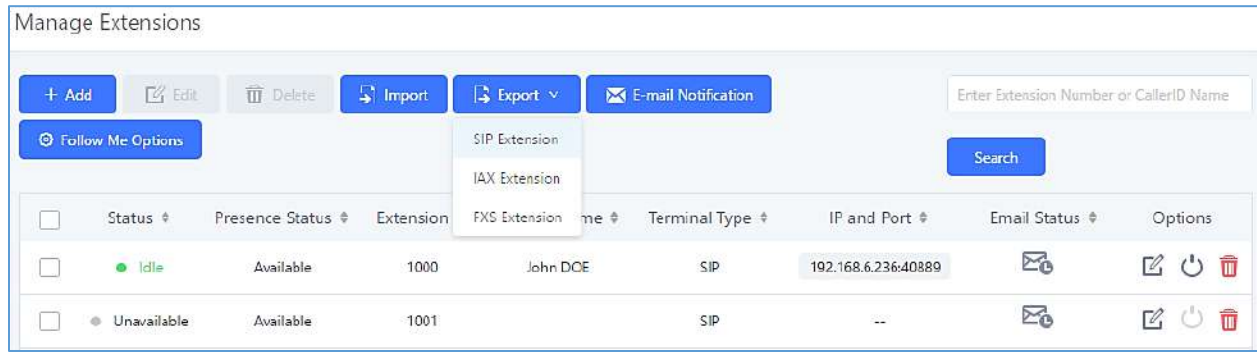 Manage Extensions
+ Add Edit Delete Import Export E-mail Notification Enter Extension Number or CallerID Name
Follow Me Options SIP Extension Search
IAX Extension
Status Presence Status Extension FXS Extension me Terminal Type IP and Port Email Status Options
Idle Available 1000 John DOE SIP 192.168.6.236:40889
Unavailable Available 1001 SIP --